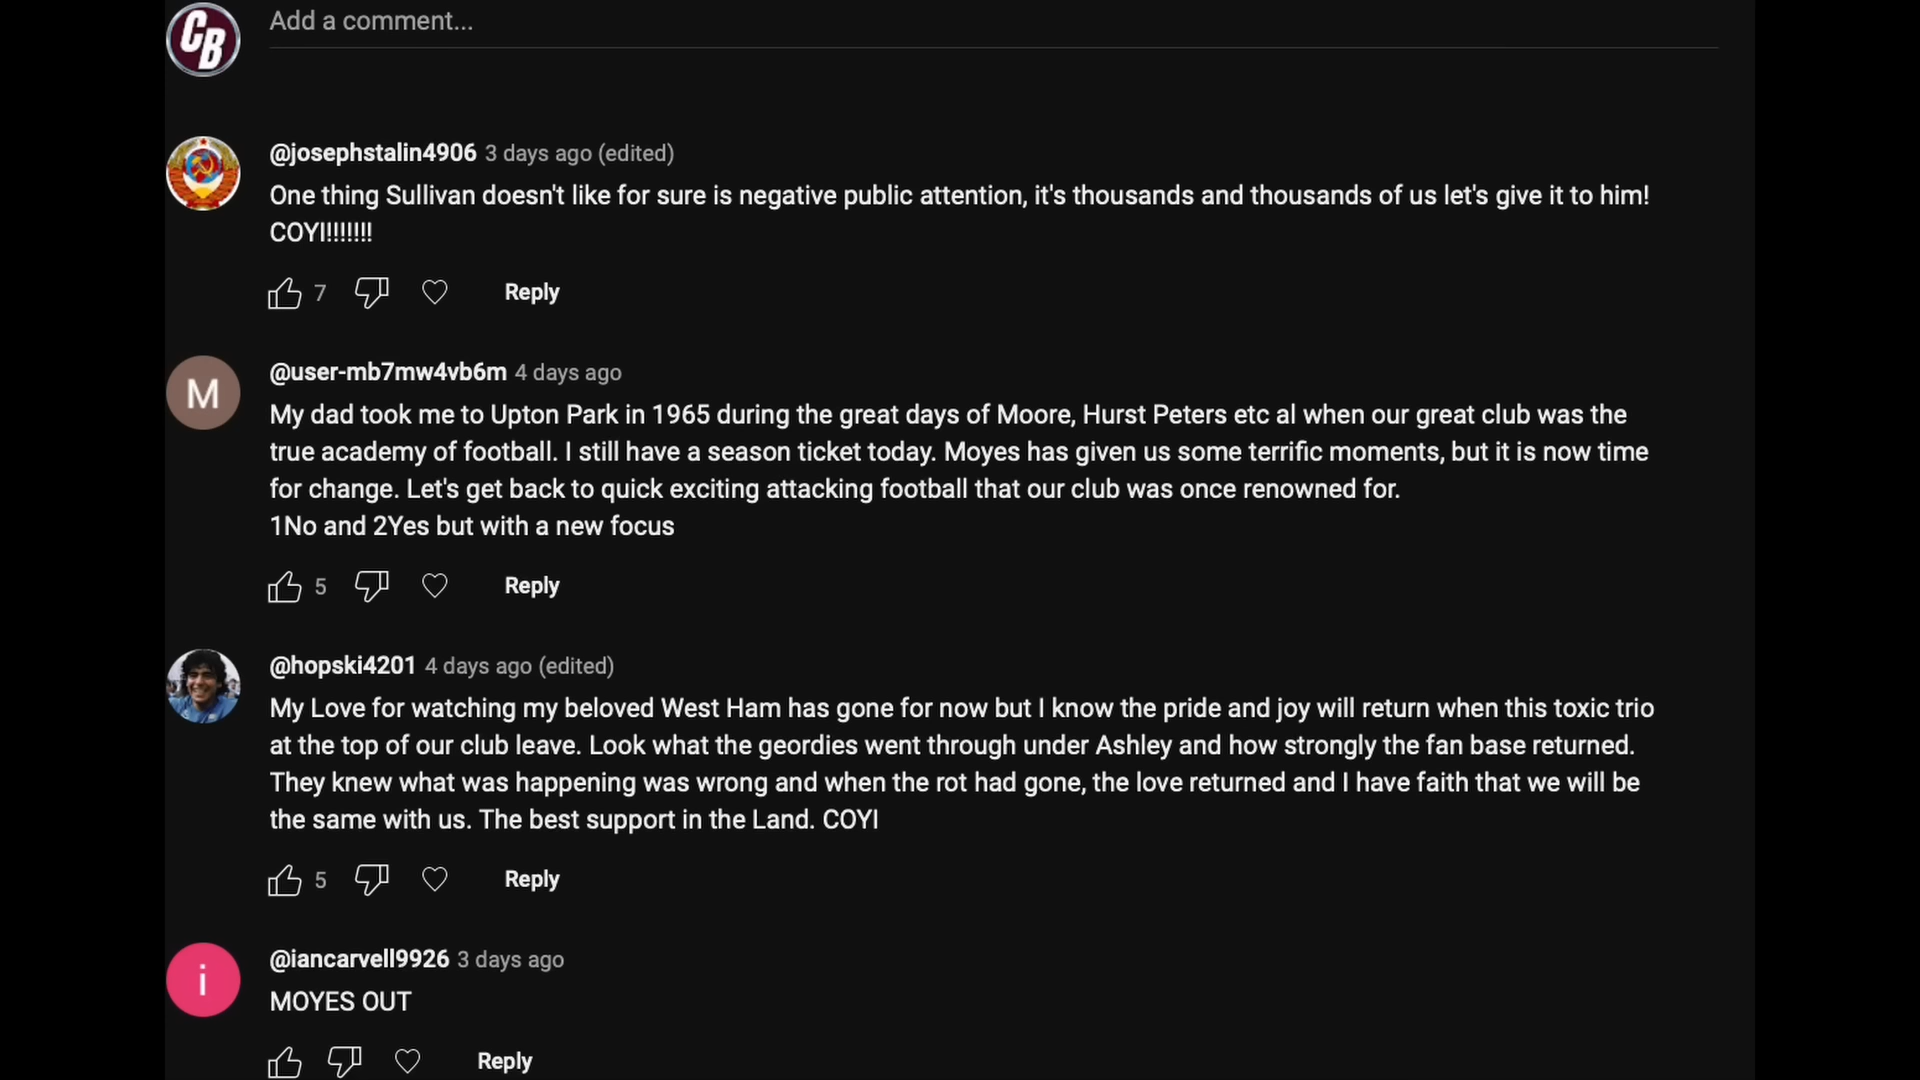 CB
Add a comment...
@josephstalin4906 3 days ago (edited)
One thing Sullivan doesn't like for sure is negative public attention, it's thousands and thousands of us let's give it to him!
COYI!!!!!!!
7 Reply
M
@user-mb7mw4vb6m 4 days ago
My dad took me to Upton Park in 1965 during the great days of Moore, Hurst Peters etc al when our great club was the
true academy of football. I still have a season ticket today. Moyes has given us some terrific moments, but it is now time
for change. Let's get back to quick exciting attacking football that our club was once renowned for.
1No and 2Yes but with a new focus
5 Reply
@hopski4201 4 days ago (edited)
My Love for watching my beloved West Ham has gone for now but I know the pride and joy will return when this toxic trio
at the top of our club leave. Look what the geordies went through under Ashley and how strongly the fan base returned.
They knew what was happening was wrong and when the rot had gone, the love returned and I have faith that we will be
the same with us. The best support in the Land. COYI
5 Reply
i
@iancarvell9926 3 days ago
MOYES OUT
Reply